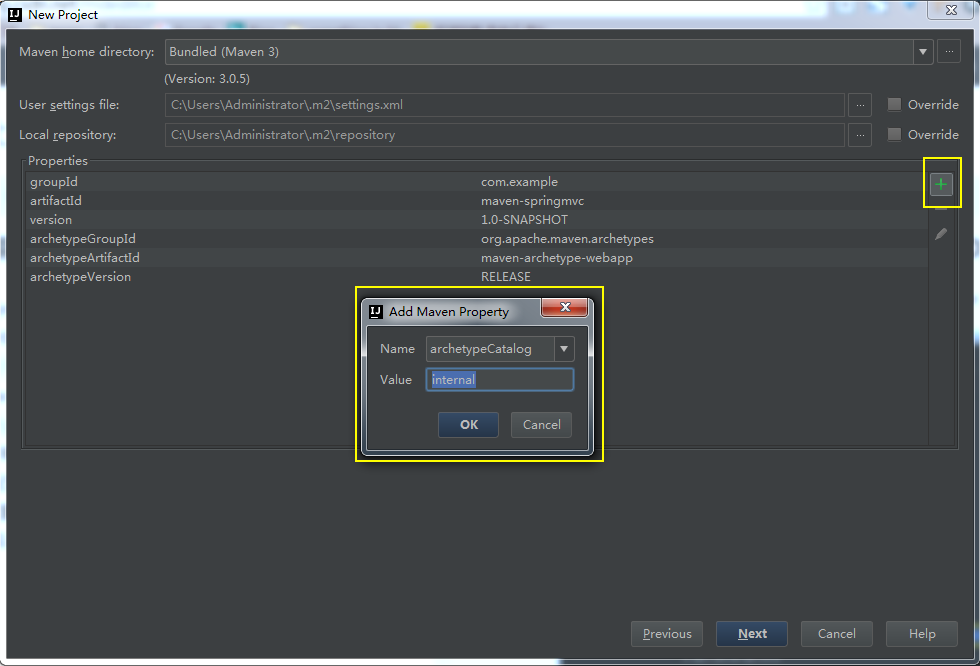 New Project
Maven home directory: Bundled (Maven 3) ...
(Version: 3.0.5)
User settings file: C:\Users\Administrator\.m2\settings.xml ... Override
Local repository: C:\Users\Administrator\.m2\repository ... Override
Properties
groupId com.example
artifactId maven-springmvc
version 1.0-SNAPSHOT
archetypeGroupId org.apache.maven.archetypes
archetypeArtifactId maven-archetype-webapp
archetypeVersion RELEASE
Add Maven Property
Name archetypeCatalog
Value internal
OK Cancel
Previous Next Cancel Help